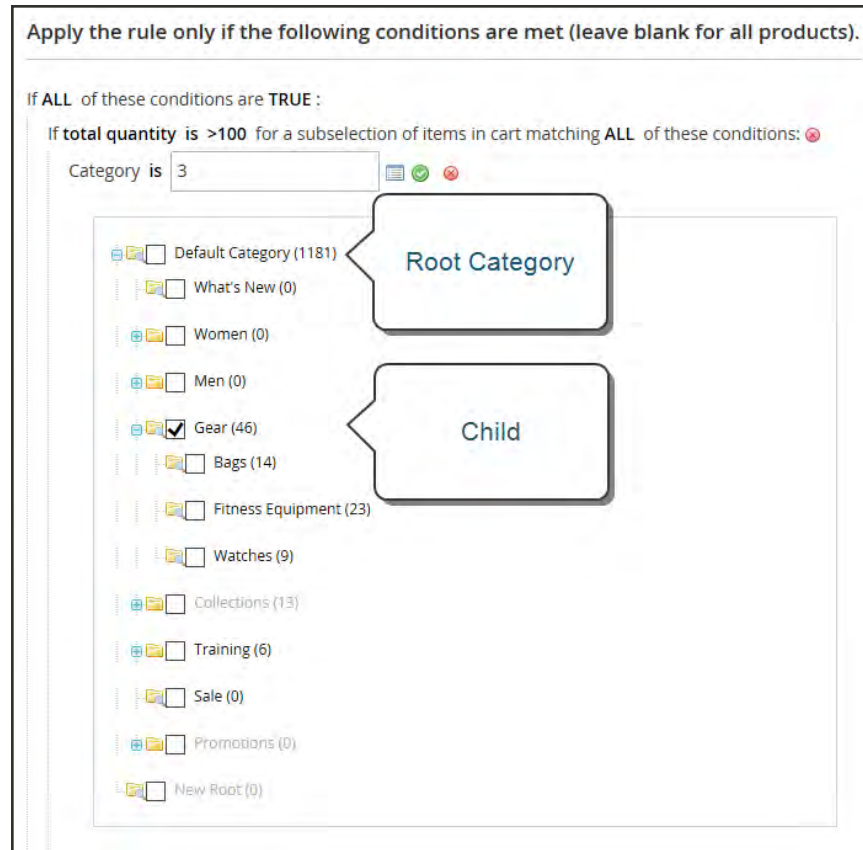 Apply the rule only if the following conditions are met (leave blank for all products).
If ALL of these conditions are TRUE :
If total quantity is >100 for a subselection of items in cart matching ALL of these conditions:
Category is 3
Default Category (1181)
Root Category
What's New (0)
Women (0)
Men (0)
Gear (46)
Child
Bags (14)
Fitness Equipment (23)
Watches (9)
Collections (13)
Training (6)
Sale (0)
Promotions (0)
New Root (0)